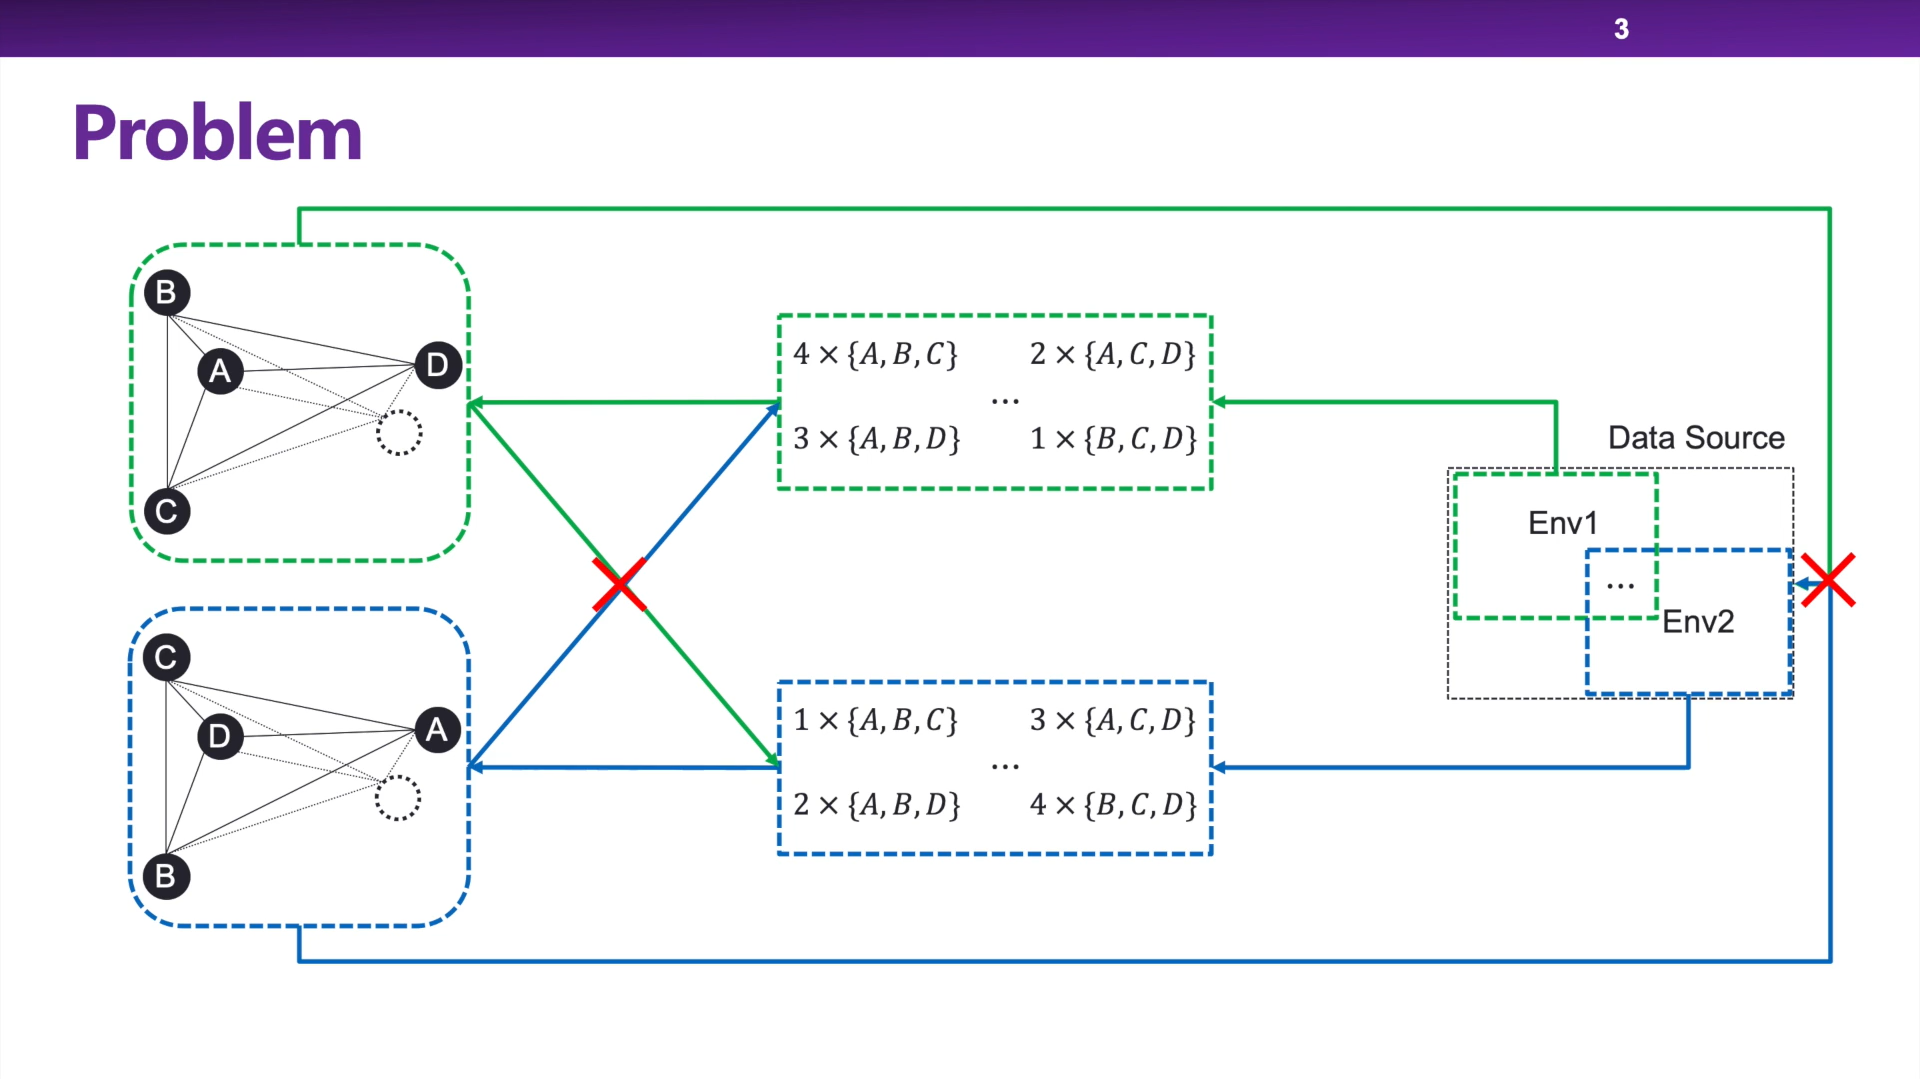 3
Problem
B
A
D
C
4 × {A, B, C} 2 × {A, C, D}
...
3 × {A, B, D} 1 × {B, C, D}
Data Source
Env1
...
Env2
C
D
A
B
1 × {A, B, C} 3 × {A, C, D}
...
2 × {A, B, D} 4 × {B, C, D}